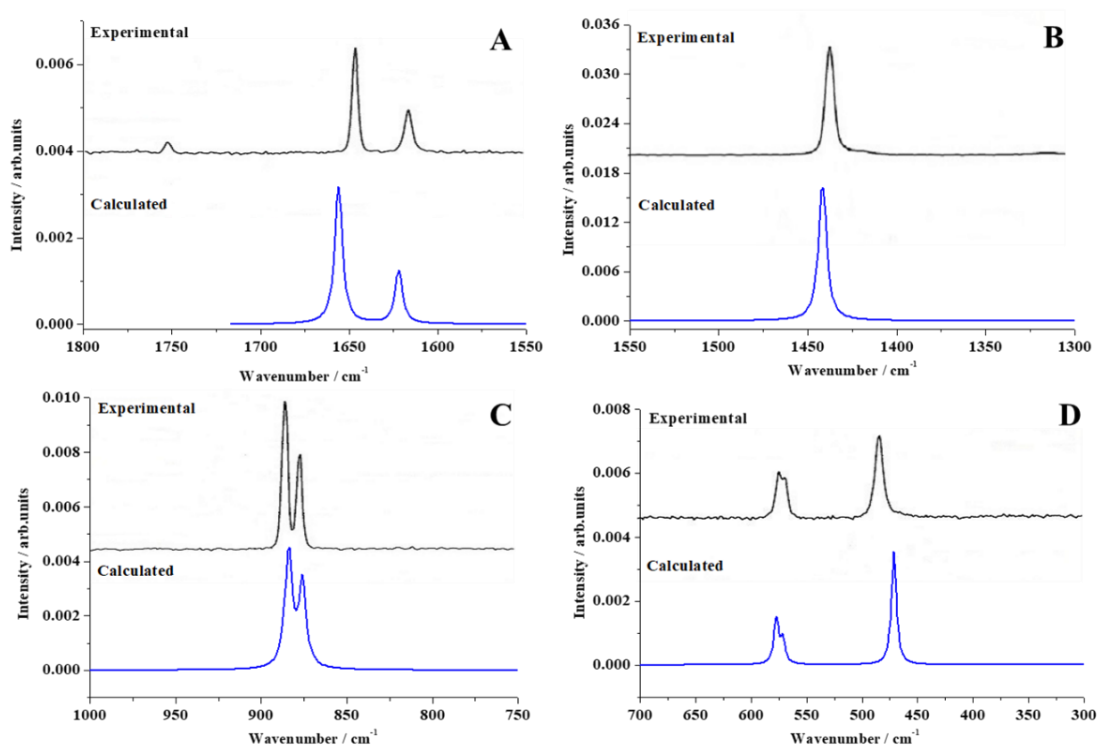 Experimental
A
0.006
0.004
Calculated
0.002
0.000
1800 1750 1700 1650 1600 1550
Wavenumber / cm⁻¹
Intensity / arb.units
0.036
Experimental
B
0.030
0.024
0.018
Calculated
0.012
0.006
0.000
1550 1500 1450 1400 1350 1300
Wavenumber / cm⁻¹
Intensity / arb.units
0.010
Experimental
C
0.008
0.006
0.004
Calculated
0.002
0.000
1000 950 900 850 800 750
Wavenumber / cm⁻¹
Intensity / arb.units
0.008
Experimental
D
0.006
0.004
Calculated
0.002
0.000
700 600 500 400 300
Wavenumber / cm⁻¹
Intensity / arb.units